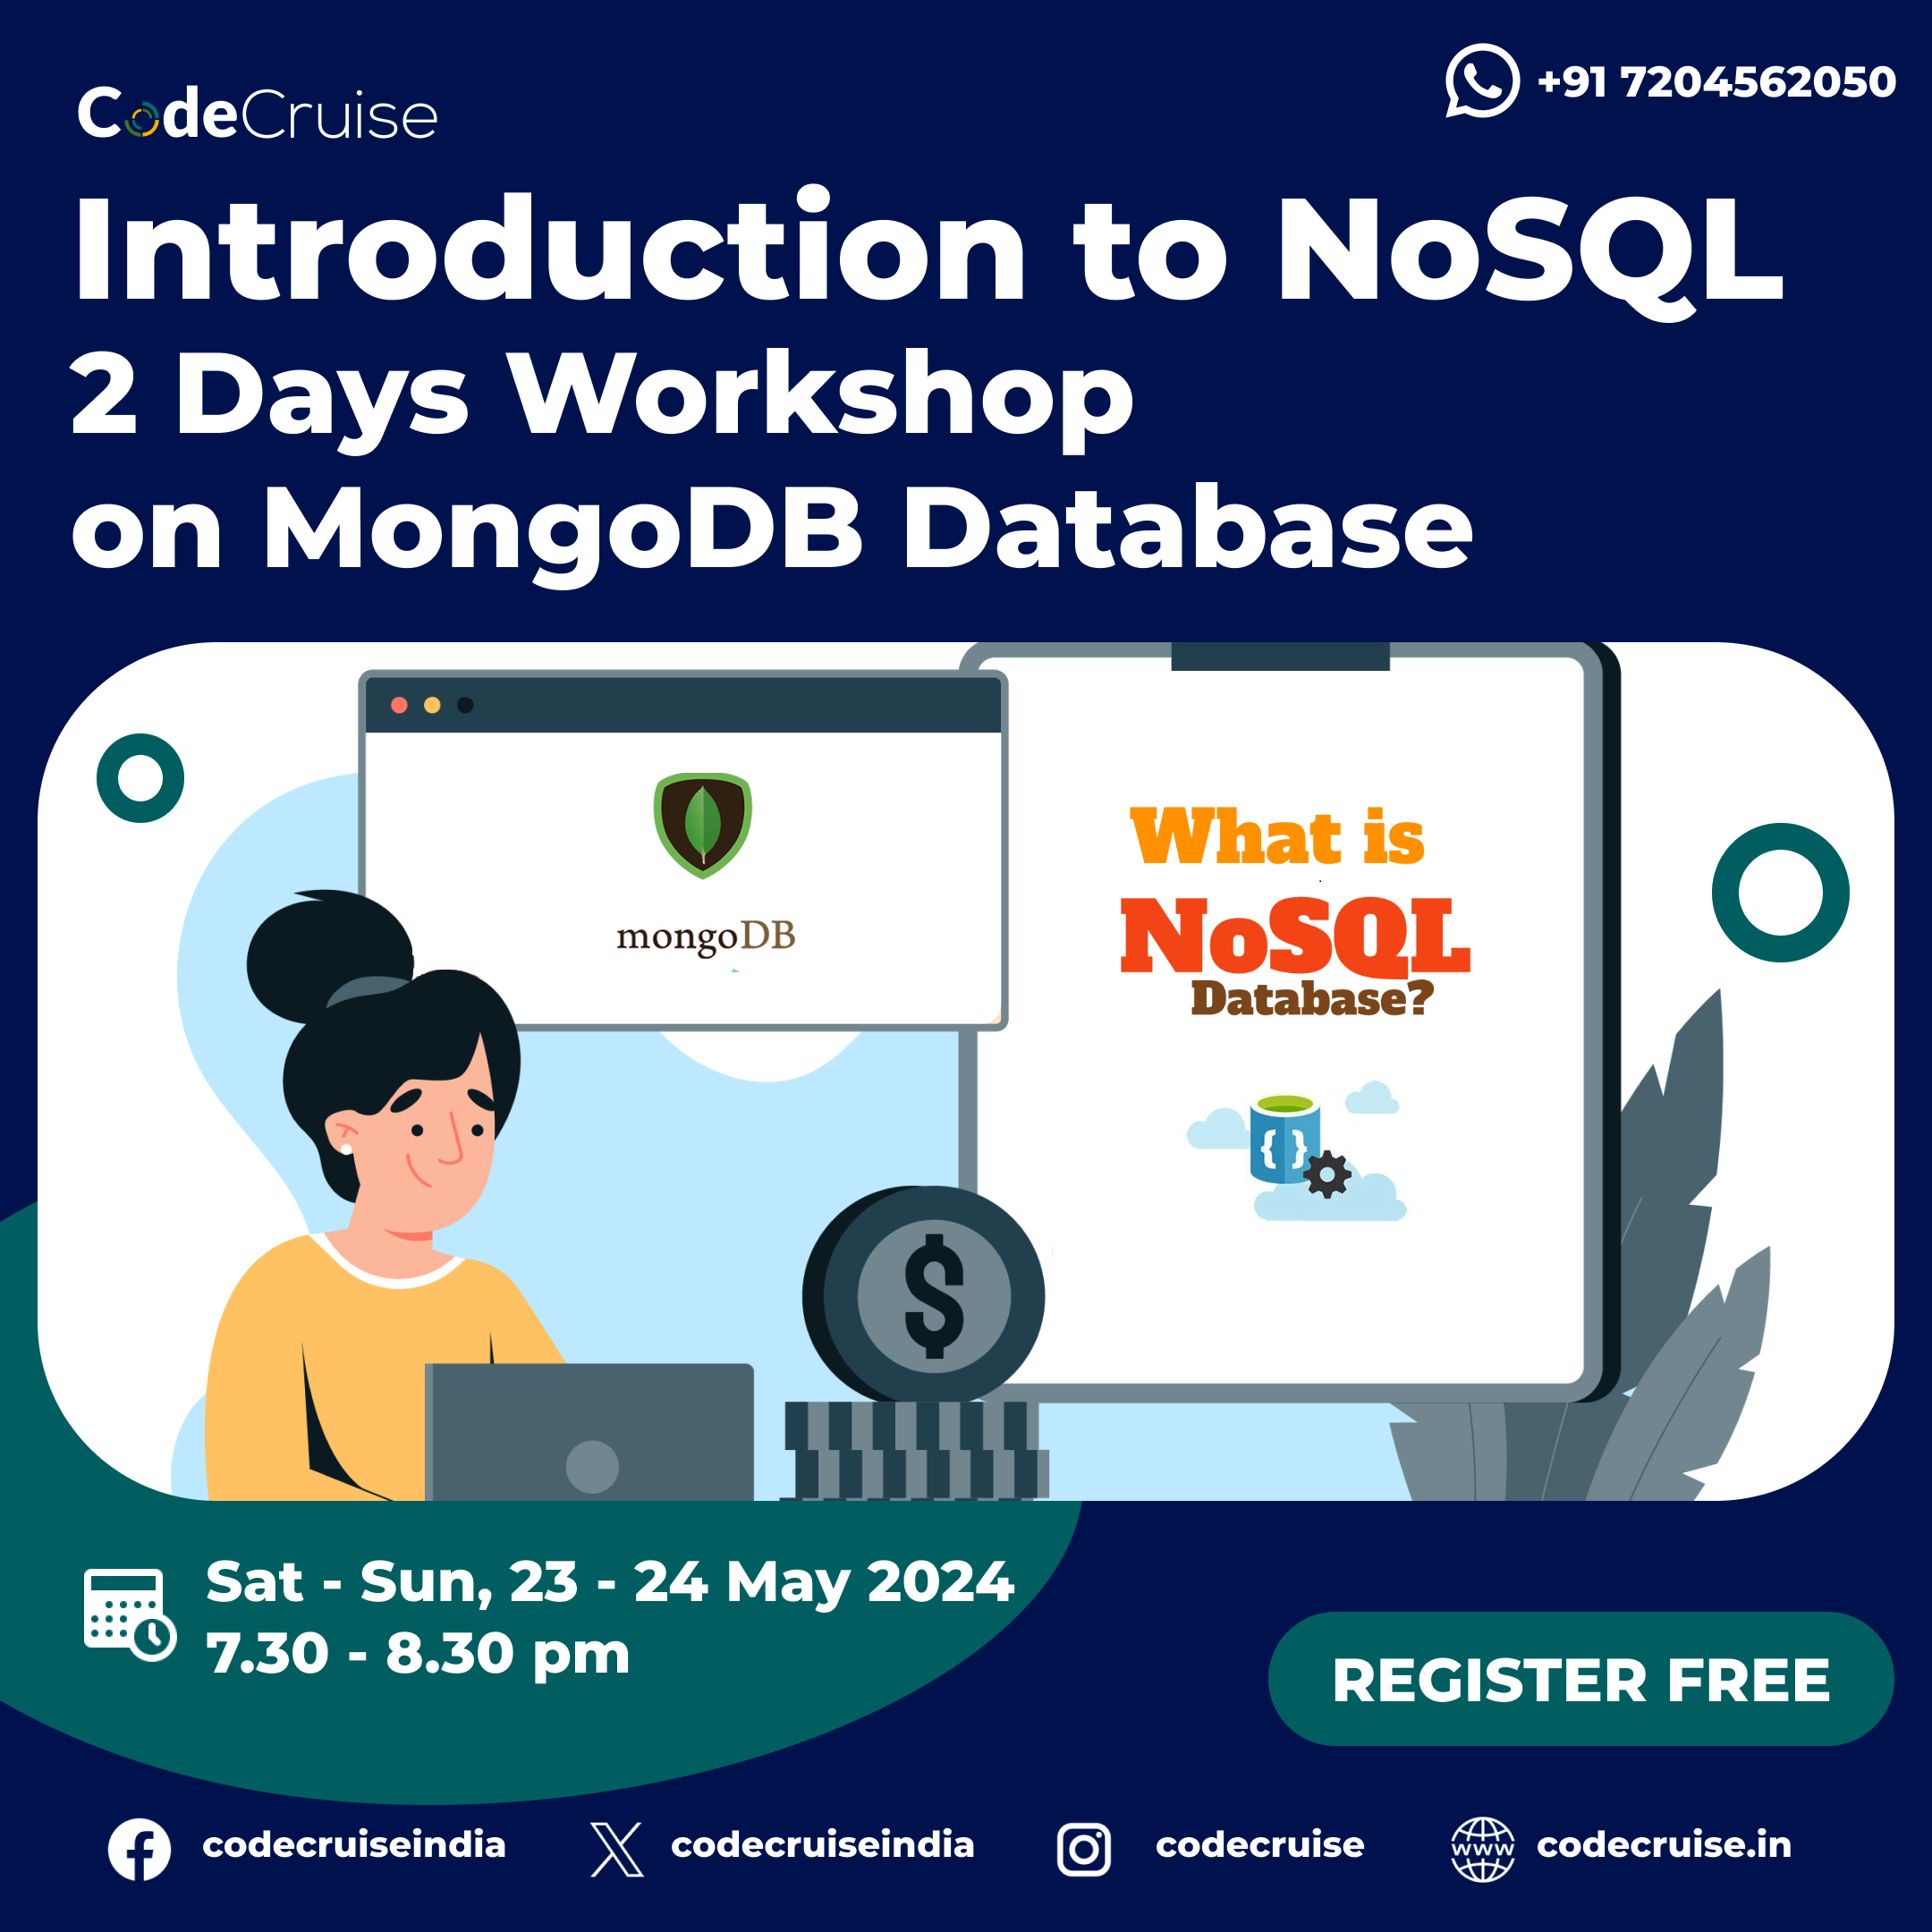 CodeCruise
+91 7204562050
Introduction to NoSQL
2 Days Workshop
on MongoDB Database
mongoDB
What is
NoSQL
Database?
{ }
$
Sat - Sun, 23 - 24 May 2024
7.30 - 8.30 pm
REGISTER FREE
codecruiseindia
codecruiseindia
codecruise
www
codecruise.in